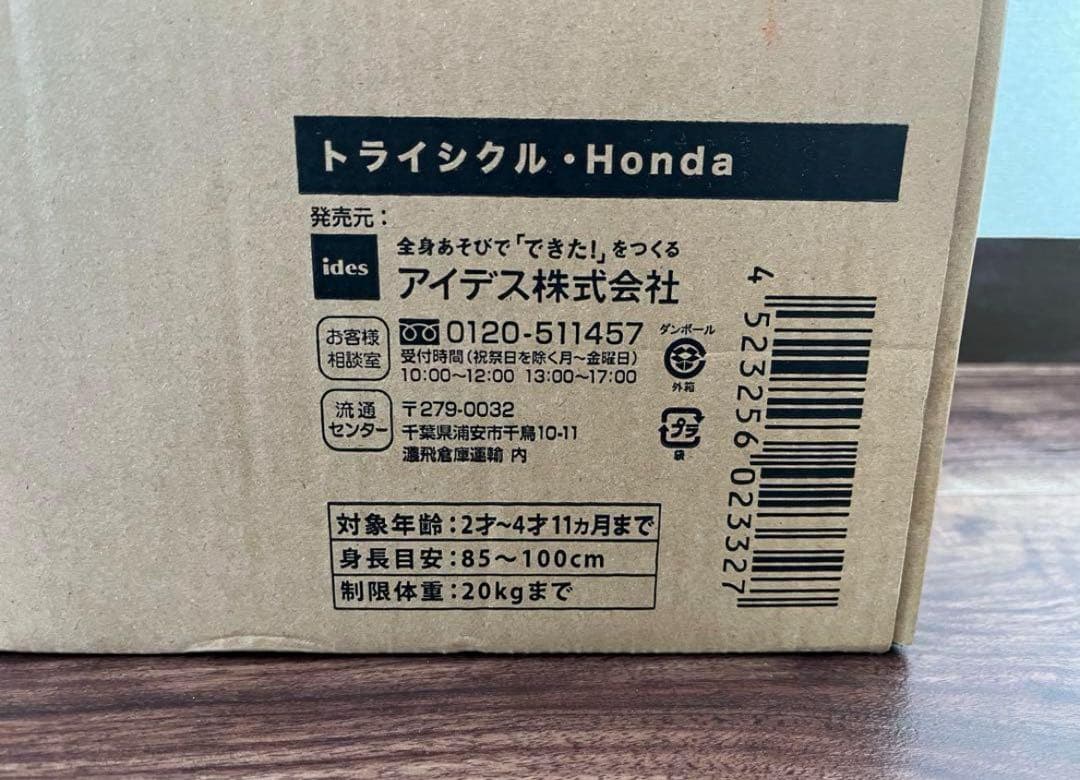 トライシクル・Honda
発売元：
ides
全身あそびで「できた!」をつくる
アイデス株式会社
お客様
相談室
0120-511457
受付時間（祝祭日を除く月〜金曜日）
10:00〜12:00 13:00〜17:00
流通
センター
〒279-0032
千葉県浦安市千鳥10-11
濃飛倉庫運輸 内
ダンボール
外箱
プラ
袋
4 523256 023327
対象年齢：2才〜4才11ヵ月まで
身長目安：85〜100cm
制限体重：20kgまで